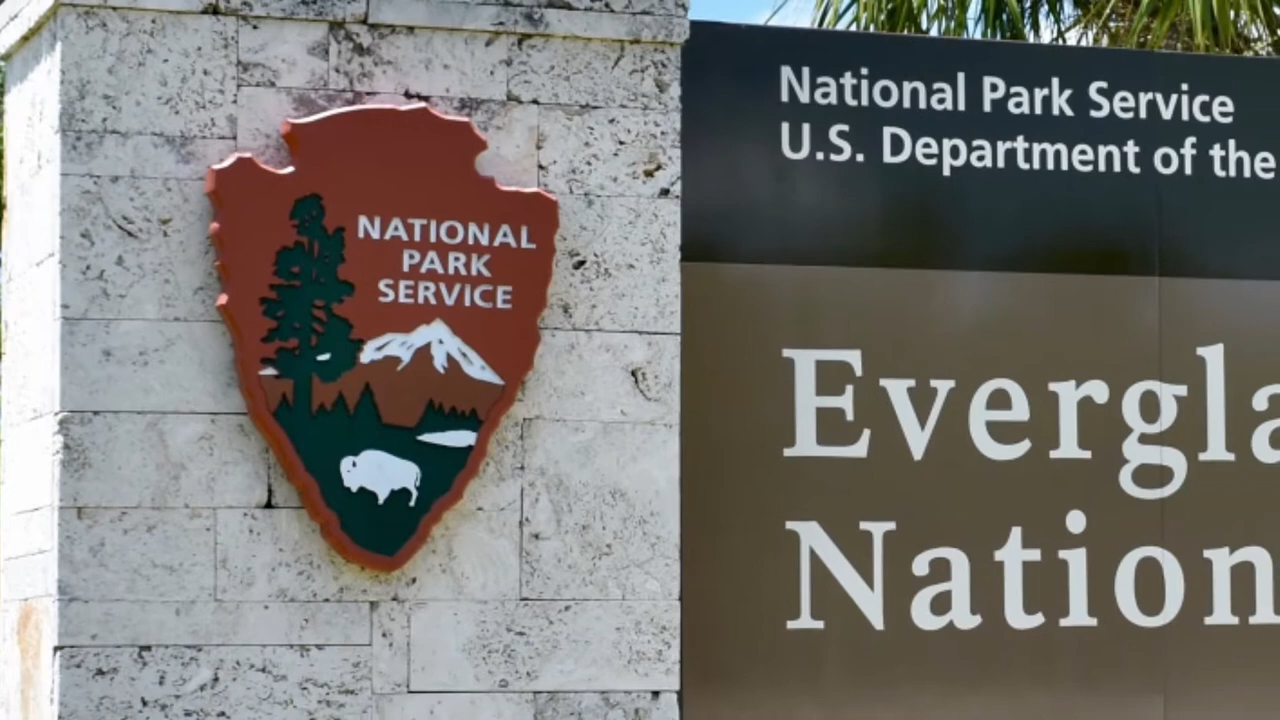 NATIONAL
PARK
SERVICE
National Park Service
U.S. Department of the
Evergla
Nation